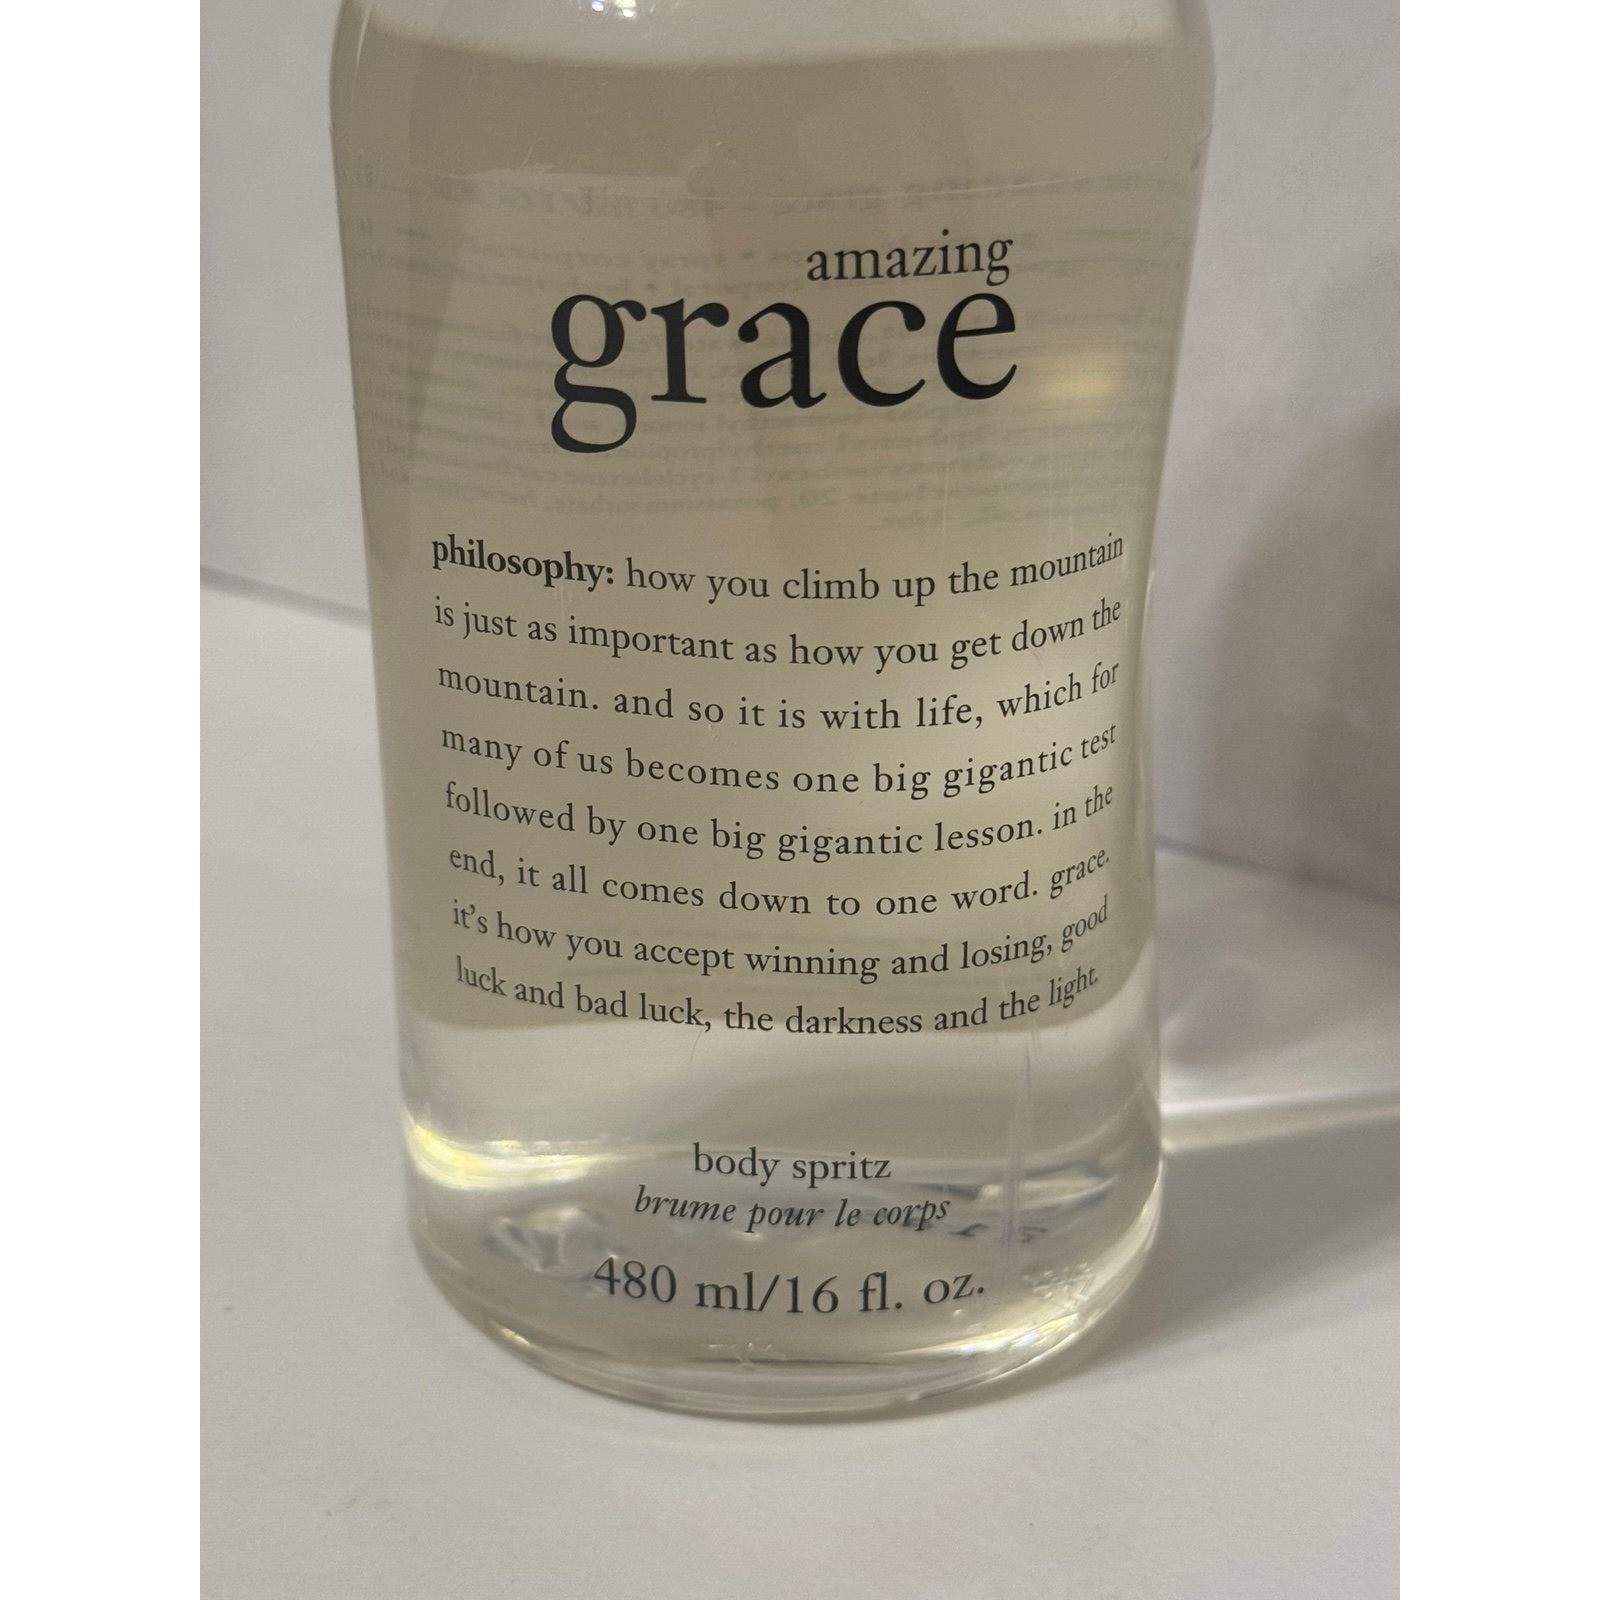 amazing
grace
philosophy: how you climb up the mountain
is just as important as how you get down the
mountain. and so it is with life, which for
many of us becomes one big gigantic test
followed by one big gigantic lesson. in the
end, it all comes down to one word. grace.
it's how you accept winning and losing, good
luck and bad luck, the darkness and the light.
body spritz
brume pour le corps
480 ml/16 fl. oz.